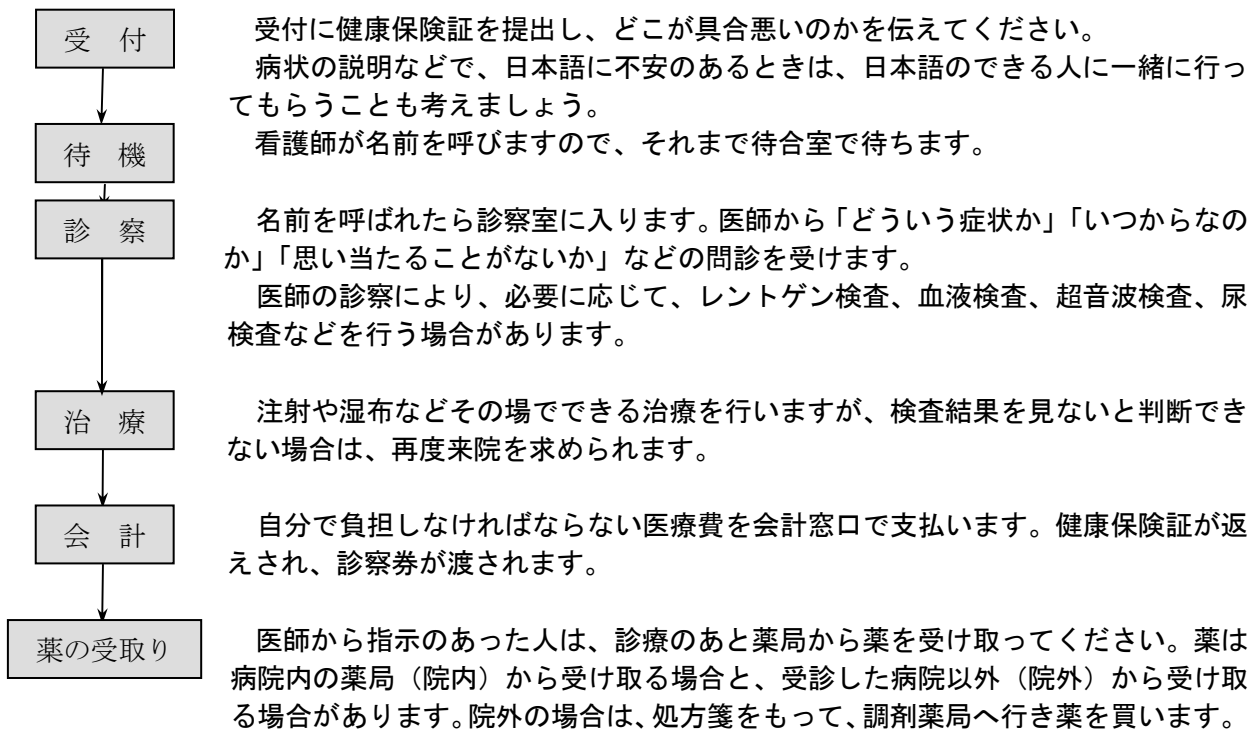 受 付
受付に健康保険証を提出し、どこが具合悪いのかを伝えてください。
病状の説明などで、日本語に不安のあるときは、日本語のできる人に一緒に行っ
てもらうことも考えましょう。
待 機
看護師が名前を呼びますので、それまで待合室で待ちます。
診 察
名前を呼ばれたら診察室に入ります。医師から「どういう症状か」「いつからなの
か」「思い当たることがないか」などの問診を受けます。
医師の診察により、必要に応じて、レントゲン検査、血液検査、超音波検査、尿
検査などを行う場合があります。
治 療
注射や湿布などその場でできる治療を行いますが、検査結果を見ないと判断でき
ない場合は、再度来院を求められます。
会 計
自分で負担しなければならない医療費を会計窓口で支払います。健康保険証が返
えされ、診察券が渡されます。
薬の受取り
医師から指示のあった人は、診療のあと薬局から薬を受け取ってください。薬は
病院内の薬局（院内）から受け取る場合と、受診した病院以外（院外）から受け取
る場合があります。院外の場合は、処方箋をもって、調剤薬局へ行き薬を買います。